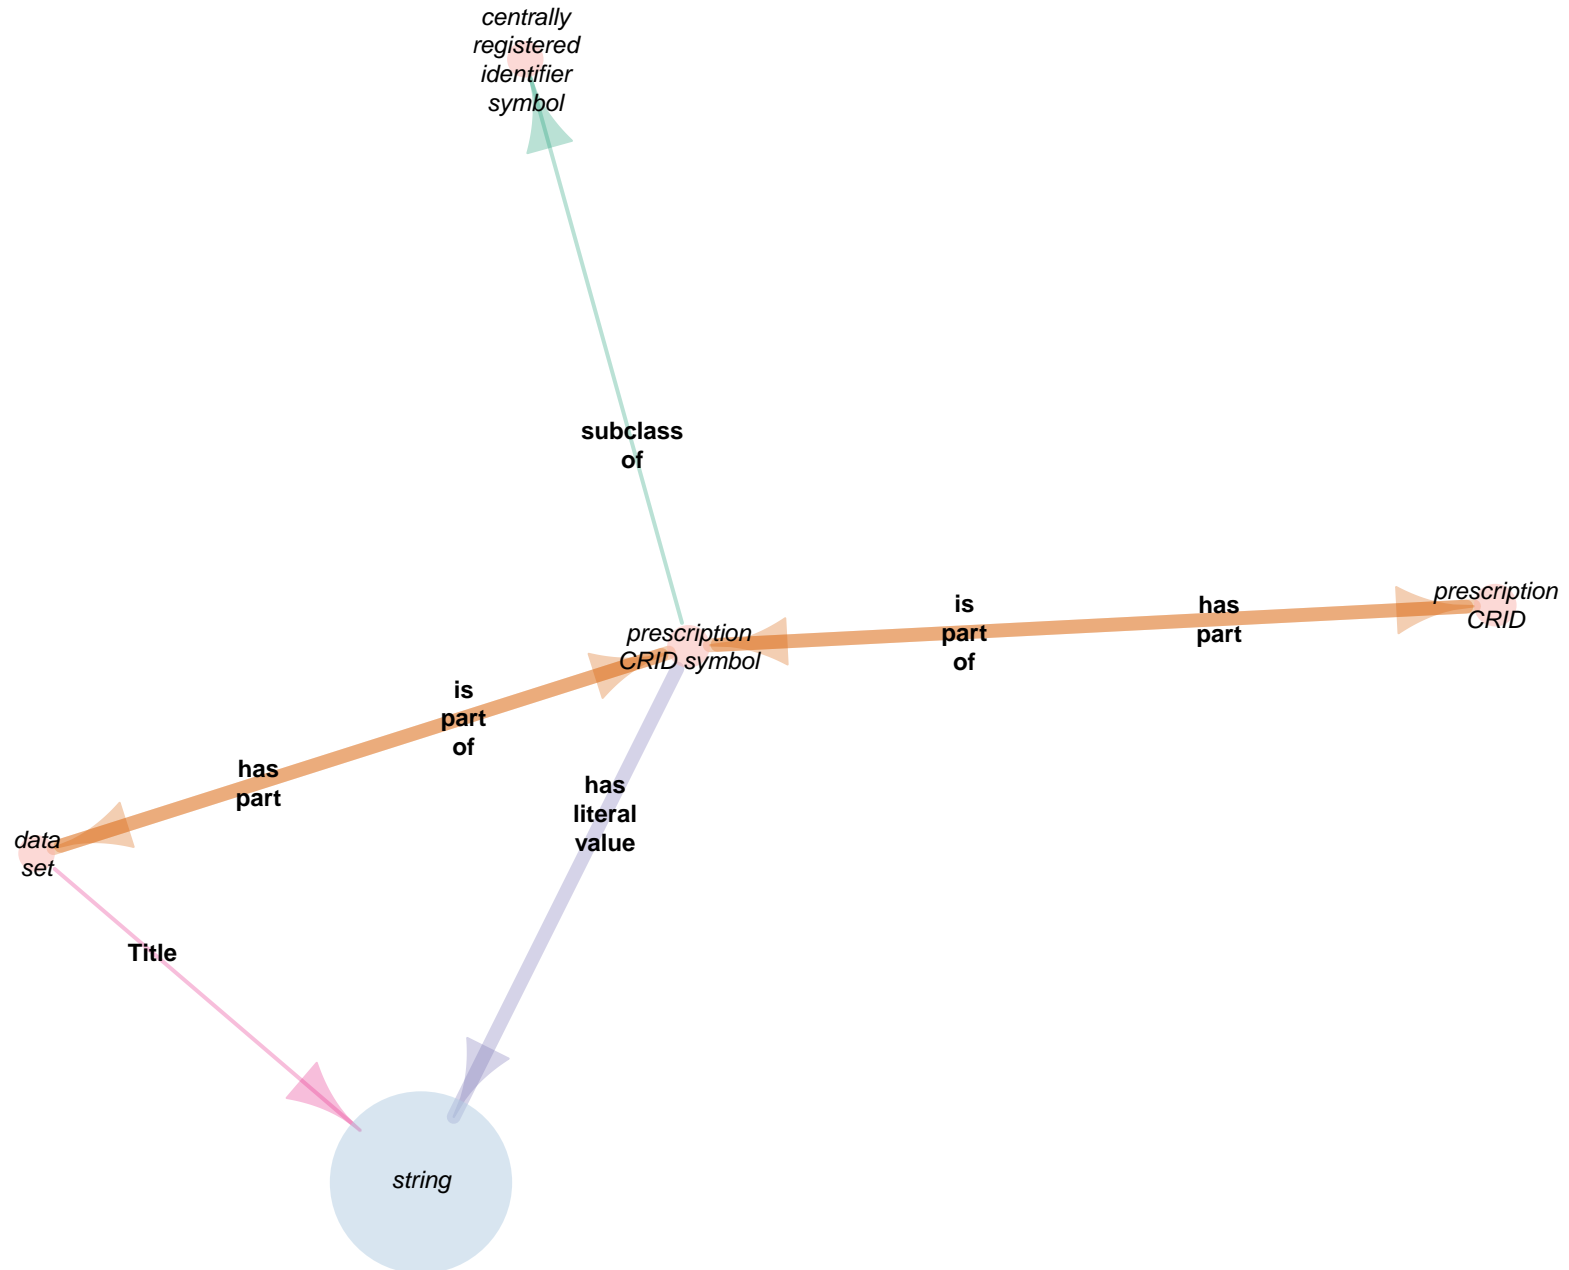 centrally
registered
identifier
symbol
subclass
of
prescription
CRID
is
part
of
has
part
prescription
CRID symbol
is
part
of
has
part
has
literal
value
data
set
Title
string